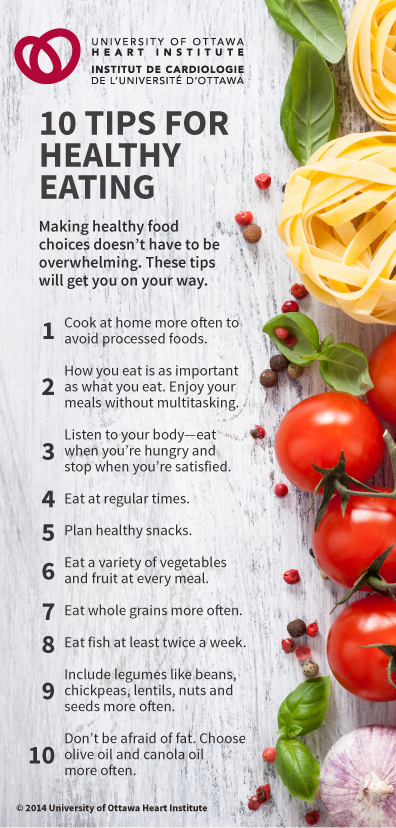 UNIVERSITY OF OTTAWA
HEART INSTITUTE
INSTITUT DE CARDIOLOGIE
DE L'UNIVERSITÉ D'OTTAWA
10 TIPS FOR
HEALTHY
EATING
Making healthy food
choices doesn't have to be
overwhelming. These tips
will get you on your way.
1 Cook at home more often to
avoid processed foods.
2 How you eat is as important
as what you eat. Enjoy your
meals without multitasking.
3 Listen to your body—eat
when you're hungry and
stop when you're satisfied.
4 Eat at regular times.
5 Plan healthy snacks.
6 Eat a variety of vegetables
and fruit at every meal.
7 Eat whole grains more often.
8 Eat fish at least twice a week.
9 Include legumes like beans,
chickpeas, lentils, nuts and
seeds more often.
10 Don't be afraid of fat. Choose
olive oil and canola oil
more often.
© 2014 University of Ottawa Heart Institute